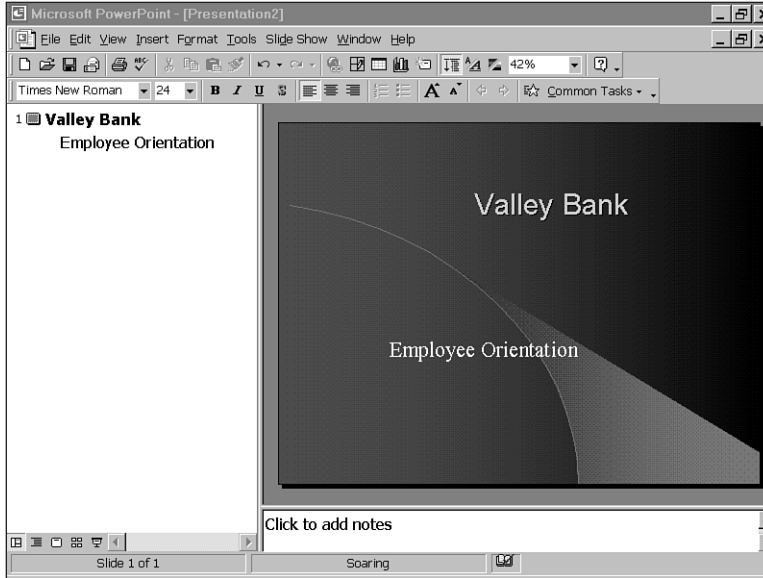 Microsoft PowerPoint - [Presentation2]
File Edit View Insert Format Tools Slide Show Window Help
42%
Times New Roman 24 B I U S A A Common Tasks
1 Valley Bank
Employee Orientation
Valley Bank
Employee Orientation
Click to add notes
Slide 1 of 1 Soaring